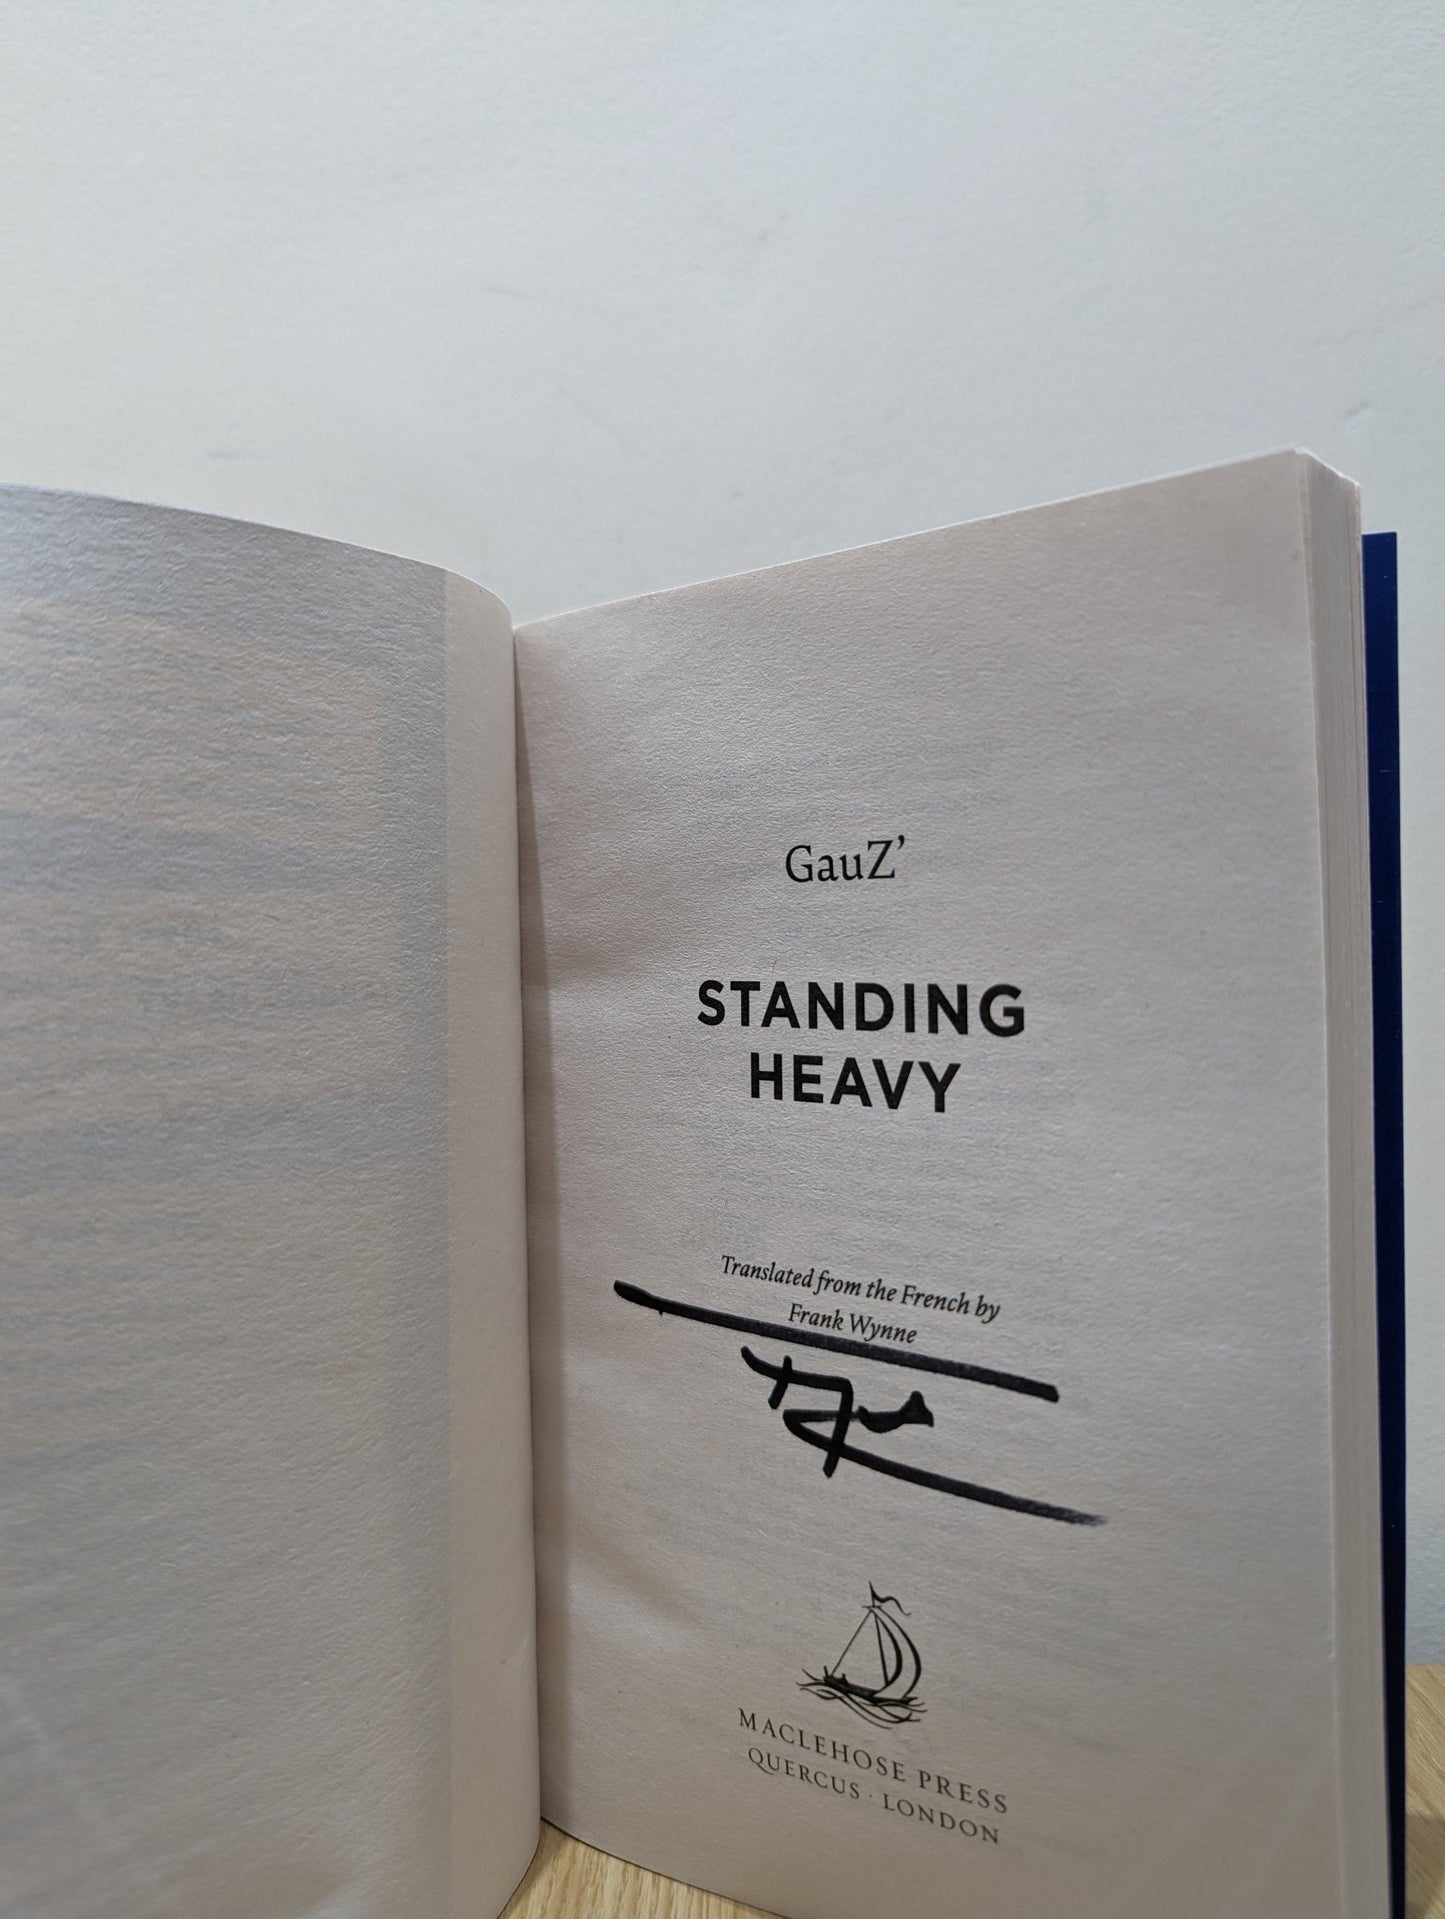 GauZ’
STANDING
HEAVY
Translated from the French by
Frank Wynne
MACLEHOSE PRESS
QUERCUS · LONDON